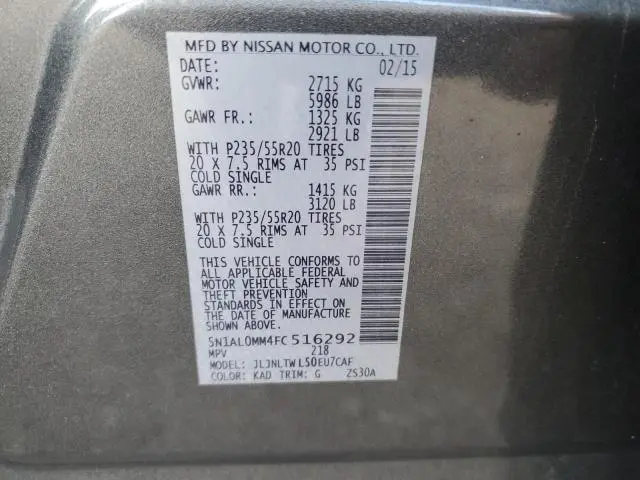 MFD BY NISSAN MOTOR CO., LTD.
DATE: 02/15
GVWR: 2715 KG
5986 LB
GAWR FR.: 1325 KG
2921 LB
WITH P235/55R20 TIRES
20 X 7.5 RIMS AT 35 PSI
COLD SINGLE
GAWR RR.: 1415 KG
3120 LB
WITH P235/55R20 TIRES
20 X 7.5 RIMS AT 35 PSI
COLD SINGLE
THIS VEHICLE CONFORMS TO
ALL APPLICABLE FEDERAL
MOTOR VEHICLE SAFETY AND
THEFT PREVENTION
STANDARDS IN EFFECT ON
THE DATE OF MANUFACTURE
SHOWN ABOVE.
5N1AL0MM4FC516292
MPV 218
MODEL: JLJNLTWL50EU7CAF
COLOR: KAD TRIM: G ZS30A